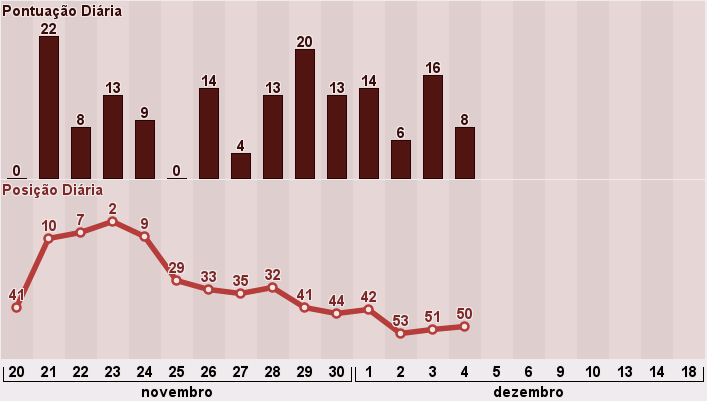 Pontuação Diária
0 22 8 13 9 0 14 4 13 20 13 14 6 16 8
Posição Diária
41 10 7 2 9 29 33 35 32 41 44 42 53 51 50
20 21 22 23 24 25 26 27 28 29 30 1 2 3 4 5 6 9 10 13 14 18
novembro dezembro